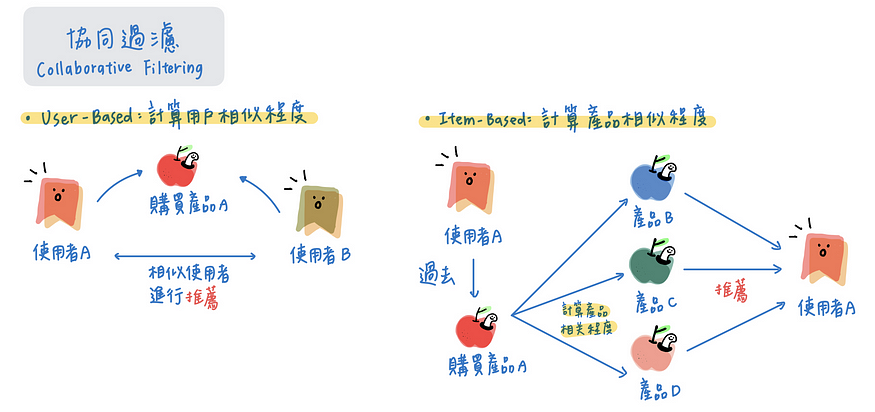 協同過濾
Collaborative Filtering
• User-Based：計算用戶相似程度
購買產品A
使用者A
使用者B
相似使用者
進行推薦
• Item-Based：計算產品相似程度
使用者A
過去
購買產品A
計算產品
相关程度
產品B
產品C
產品D
推薦
使用者A